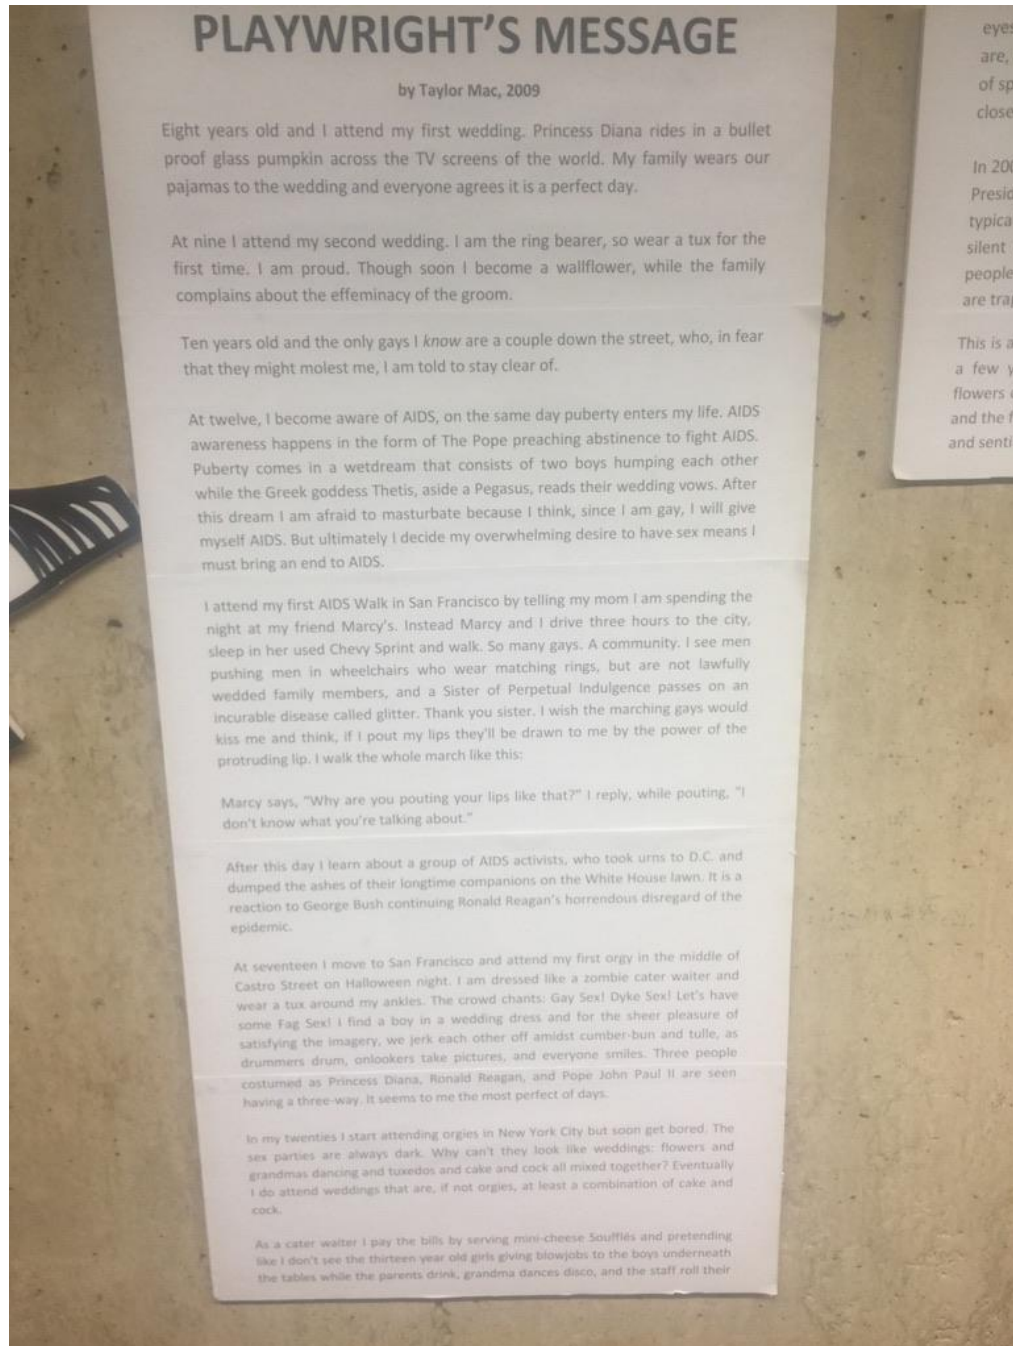 PLAYWRIGHT'S MESSAGE
by Taylor Mac, 2009
Eight years old and I attend my first wedding. Princess Diana rides in a bullet
proof glass pumpkin across the TV screens of the world. My family wears our
pajamas to the wedding and everyone agrees it is a perfect day.
At nine I attend my second wedding. I am the ring bearer, so wear a tux for the
first time. I am proud. Though soon I become a wallflower, while the family
complains about the effeminacy of the groom.
Ten years old and the only gays I know are a couple down the street, who, in fear
that they might molest me, I am told to stay clear of.
At twelve, I become aware of AIDS, on the same day puberty enters my life. AIDS
awareness happens in the form of The Pope preaching abstinence to fight AIDS.
Puberty comes in a wetdream that consists of two boys humping each other
while the Greek goddess Thetis, aside a Pegasus, reads their wedding vows. After
this dream I am afraid to masturbate because I think, since I am gay, I will give
myself AIDS. But ultimately I decide my overwhelming desire to have sex means I
must bring an end to AIDS.
I attend my first AIDS Walk in San Francisco by telling my mom I am spending the
night at my friend Marcy's. Instead Marcy and I drive three hours to the city,
sleep in her used Chevy Sprint and walk. So many gays. A community. I see men
pushing men in wheelchairs who wear matching rings, but are not lawfully
wedded family members, and a Sister of Perpetual Indulgence passes on an
incurable disease called glitter. Thank you sister. I wish the marching gays would
kiss me and think, if I pout my lips they'll be drawn to me by the power of the
protruding lip. I walk the whole march like this:
Marcy says, "Why are you pouting your lips like that?" I reply, while pouting, "I
don't know what you're talking about."
After this day I learn about a group of AIDS activists, who took urns to D.C. and
dumped the ashes of their longtime companions on the White House lawn. It is a
reaction to George Bush continuing Ronald Reagan's horrendous disregard of the
epidemic.
At seventeen I move to San Francisco and attend my first orgy in the middle of
Castro Street on Halloween night. I am dressed like a zombie cater waiter and
wear a tux around my ankles. The crowd chants: Gay Sex! Dyke Sex! Let's have
some Fag Sex! I find a boy in a wedding dress and for the sheer pleasure of
satisfying the imagery, we jerk each other off amidst cumber-bun and tulle, as
drummers drum, onlookers take pictures, and everyone smiles. Three people
costumed as Princess Diana, Ronald Reagan, and Pope John Paul II are seen
having a three-way. It seems to me the most perfect of days.
In my twenties I start attending orgies in New York City but soon get bored. The
sex parties are always dark. Why can't they look like weddings: flowers and
grandmas dancing and tuxedos and cake and cock all mixed together? Eventually
I do attend weddings that are, if not orgies, at least a combination of cake and
cock.
As a cater waiter I pay the bills by serving mini-cheese Soufflés and pretending
like I don't see the thirteen year old girls giving blowjobs to the boys underneath
the tables while the parents drink, grandma dances disco, and the staff roll their
eyes
are,
of sp
close
In 200
Presid
typica
silent
people
are tra
This is a
a few y
flowers
and the f
and senti